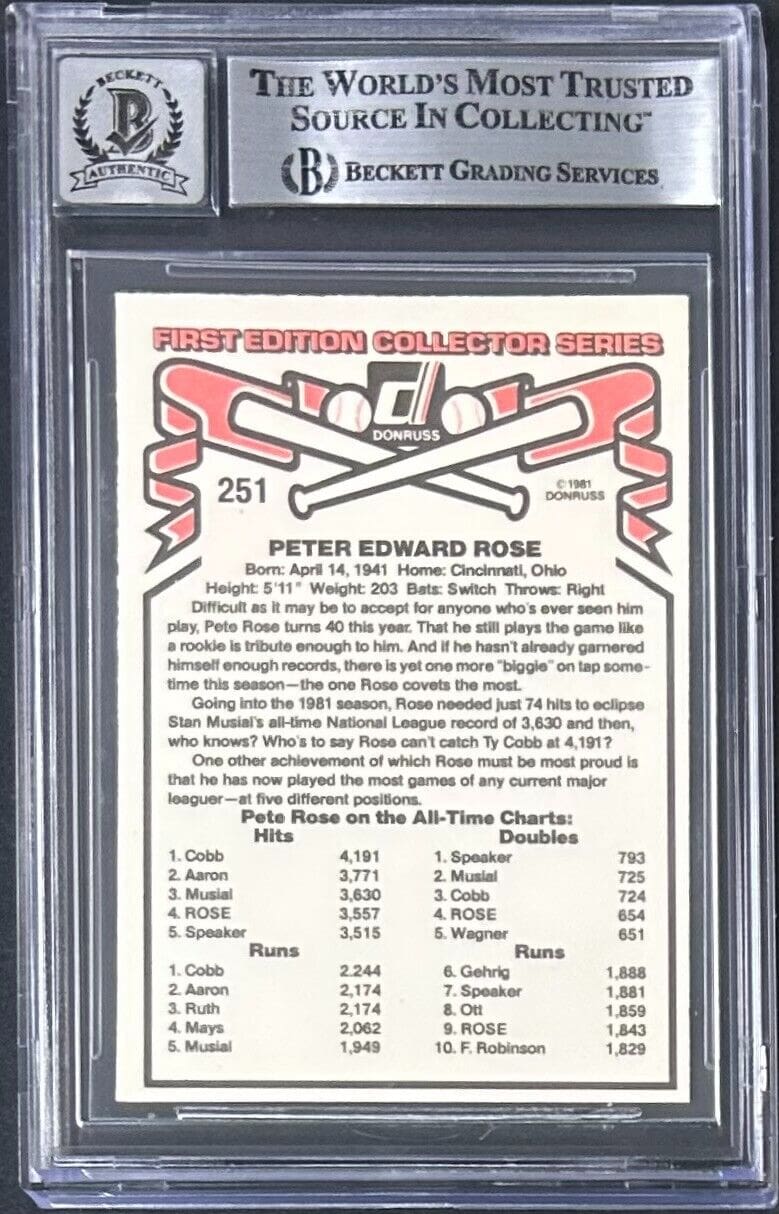 BECKETT
B
AUTHENTIC
THE WORLD'S MOST TRUSTED
SOURCE IN COLLECTING™
B BECKETT GRADING SERVICES
FIRST EDITION COLLECTOR SERIES
d
DONRUSS
251
© 1981
DONRUSS
PETER EDWARD ROSE
Born: April 14, 1941 Home: Cincinnati, Ohio
Height: 5'11" Weight: 203 Bats: Switch Throws: Right
Difficult as it may be to accept for anyone who's ever seen him
play, Pete Rose turns 40 this year. That he still plays the game like
a rookie is tribute enough to him. And if he hasn't already garnered
himself enough records, there is yet one more "biggie" on tap some-
time this season—the one Rose covets the most.
Going into the 1981 season, Rose needed just 74 hits to eclipse
Stan Musial's all-time National League record of 3,630 and then,
who knows? Who's to say Rose can't catch Ty Cobb at 4,191?
One other achievement of which Rose must be most proud is
that he has now played the most games of any current major
leaguer—at five different positions.
Pete Rose on the All-Time Charts:
Hits Doubles
1. Cobb 4,191 1. Speaker 793
2. Aaron 3,771 2. Musial 725
3. Musial 3,630 3. Cobb 724
4. ROSE 3,557 4. ROSE 654
5. Speaker 3,515 5. Wagner 651
Runs Runs
1. Cobb 2.244 6. Gehrig 1,888
2. Aaron 2,174 7. Speaker 1,881
3. Ruth 2,174 8. Ott 1,859
4. Mays 2,062 9. ROSE 1,843
5. Musial 1,949 10. F. Robinson 1,829